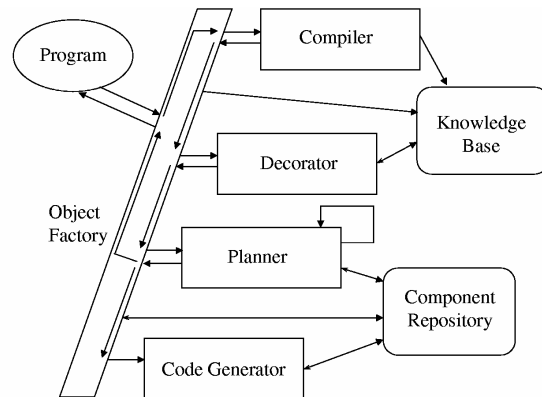 Compiler
Program
Knowledge
Base
Decorator
Object
Factory
Planner
Component
Repository
Code Generator